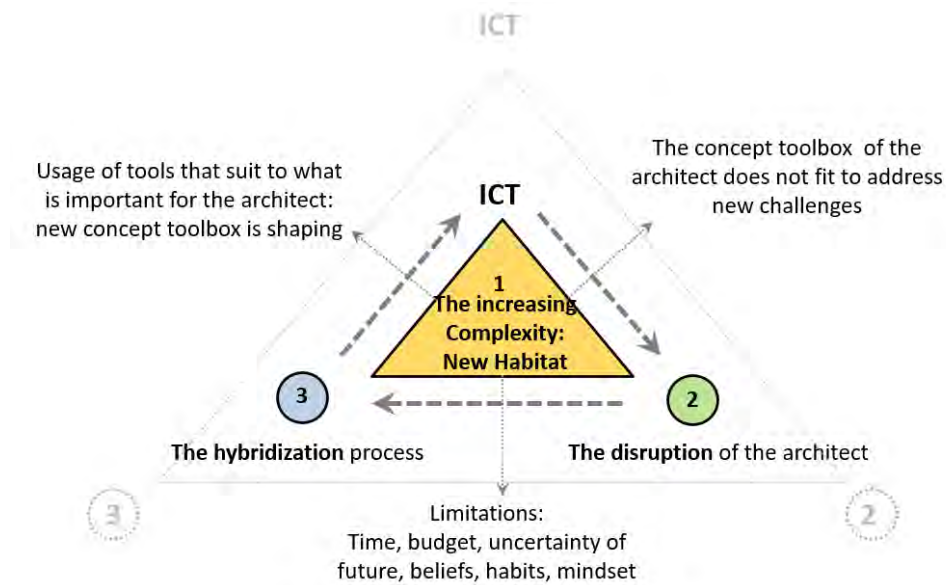 ICT
Usage of tools that suit to what
is important for the architect:
new concept toolbox is shaping
The concept toolbox of the
architect does not fit to address
new challenges
ICT
1
The increasing
Complexity:
New Habitat
3
2
The hybridization process
The disruption of the architect
3
2
Limitations:
Time, budget, uncertainty of
future, beliefs, habits, mindset